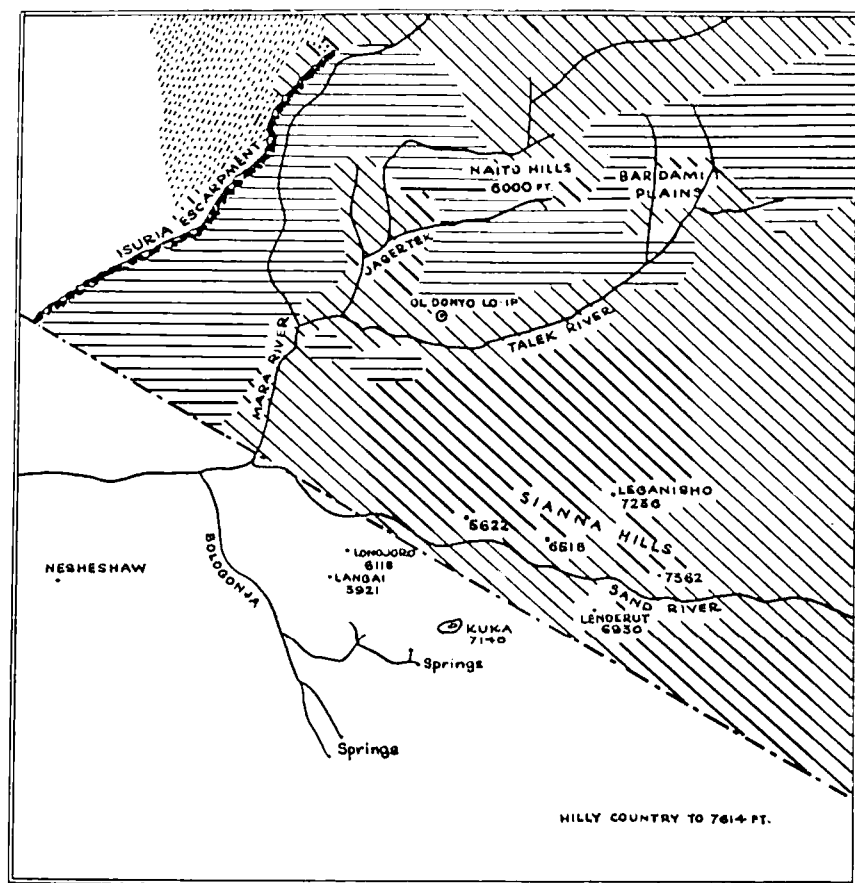 ISURIA ESCARPMENT
NAITO HILLS
6000 FT.
BARDAMI
PLAINS
JAGERTEK
OL DONYO LO-IP
TALEK RIVER
MARA RIVER
LEGANISHO
7286
SIANNA HILLS
5622
6618
7362
SAND RIVER
LENDERUT
6930
BOLOGONJA
LONOJORO
6118
LANGAI
5921
NESHESHAW
KUKA
7140
Springs
Springs
HILLY COUNTRY TO 7614 FT.